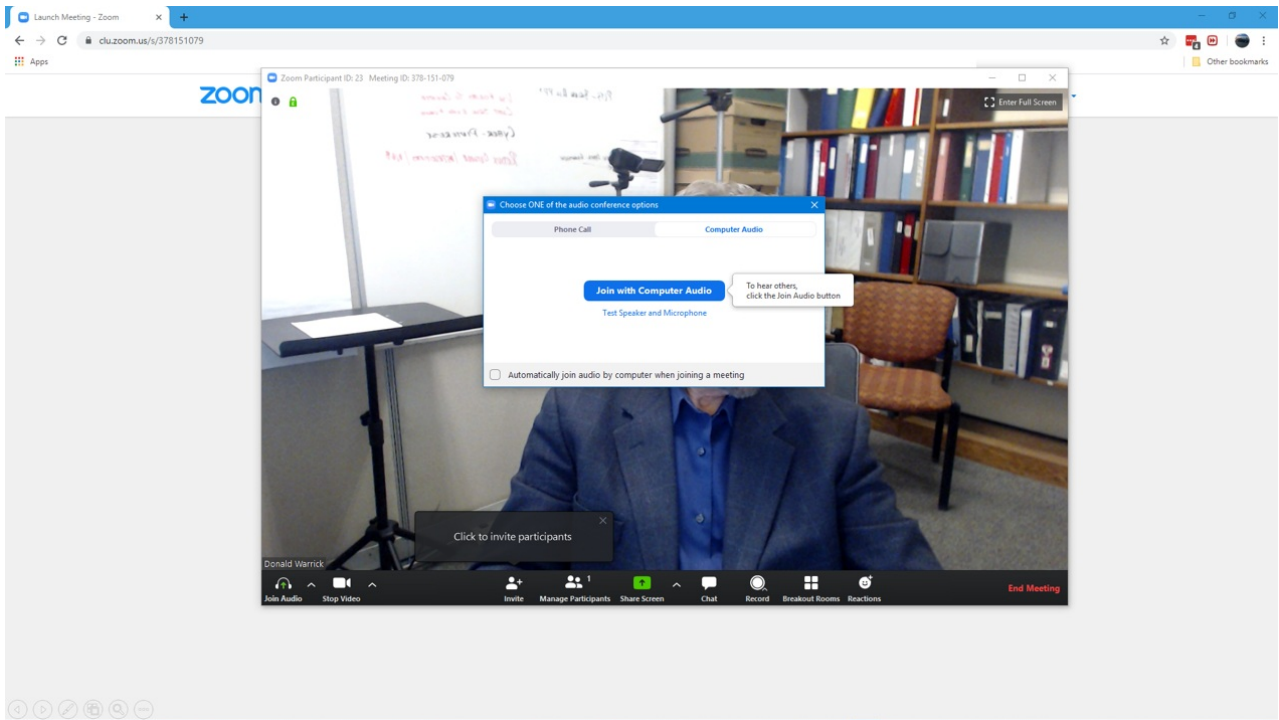 Launch Meeting - Zoom
clu.zoom.us/s/378151079
Apps
Other bookmarks
Zoom Participant ID: 23 Meeting ID: 378-151-079
Enter Full Screen
Choose ONE of the audio conference options
Phone Call
Computer Audio
Join with Computer Audio
To hear others,
click the Join Audio button
Test Speaker and Microphone
Automatically join audio by computer when joining a meeting
Click to invite participants
Donald Warrick
Join Audio
Stop Video
Invite
Manage Participants
1
Share Screen
Chat
Record
Breakout Rooms
Reactions
End Meeting